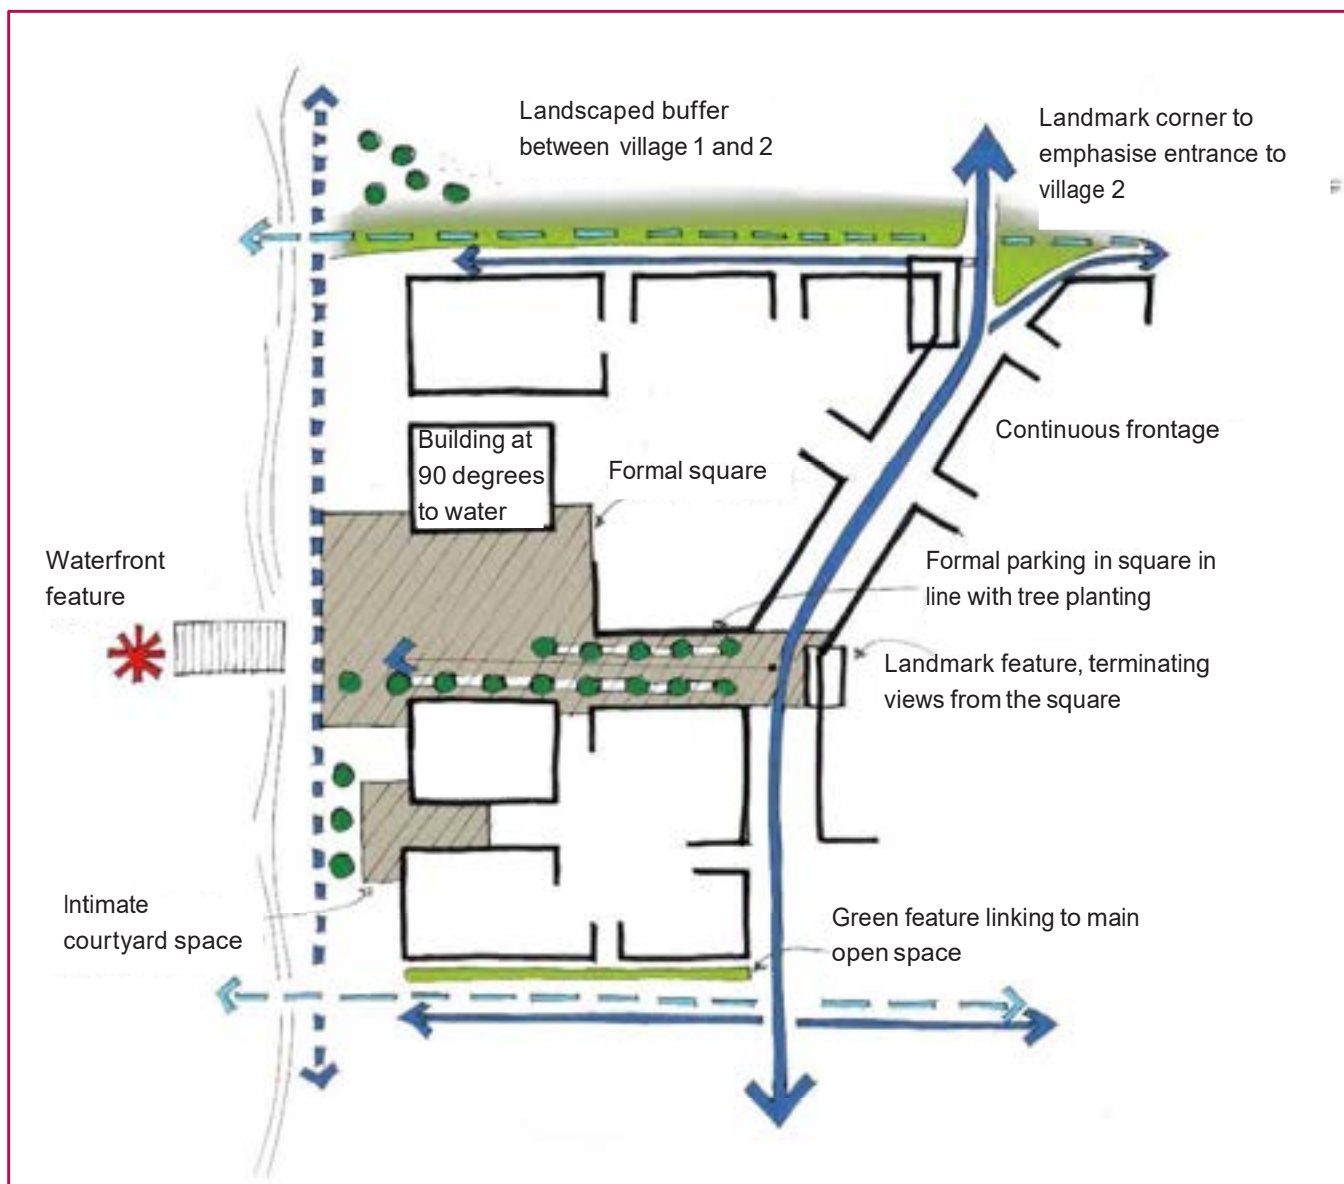 Landscaped buffer
between village 1 and 2
Landmark corner to
emphasise entrance to
village 2
Building at
90 degrees
to water
Formal square
Continuous frontage
Waterfront
feature
Formal parking in square in
line with tree planting
Landmark feature, terminating
views from the square
Intimate
courtyard space
Green feature linking to main
open space